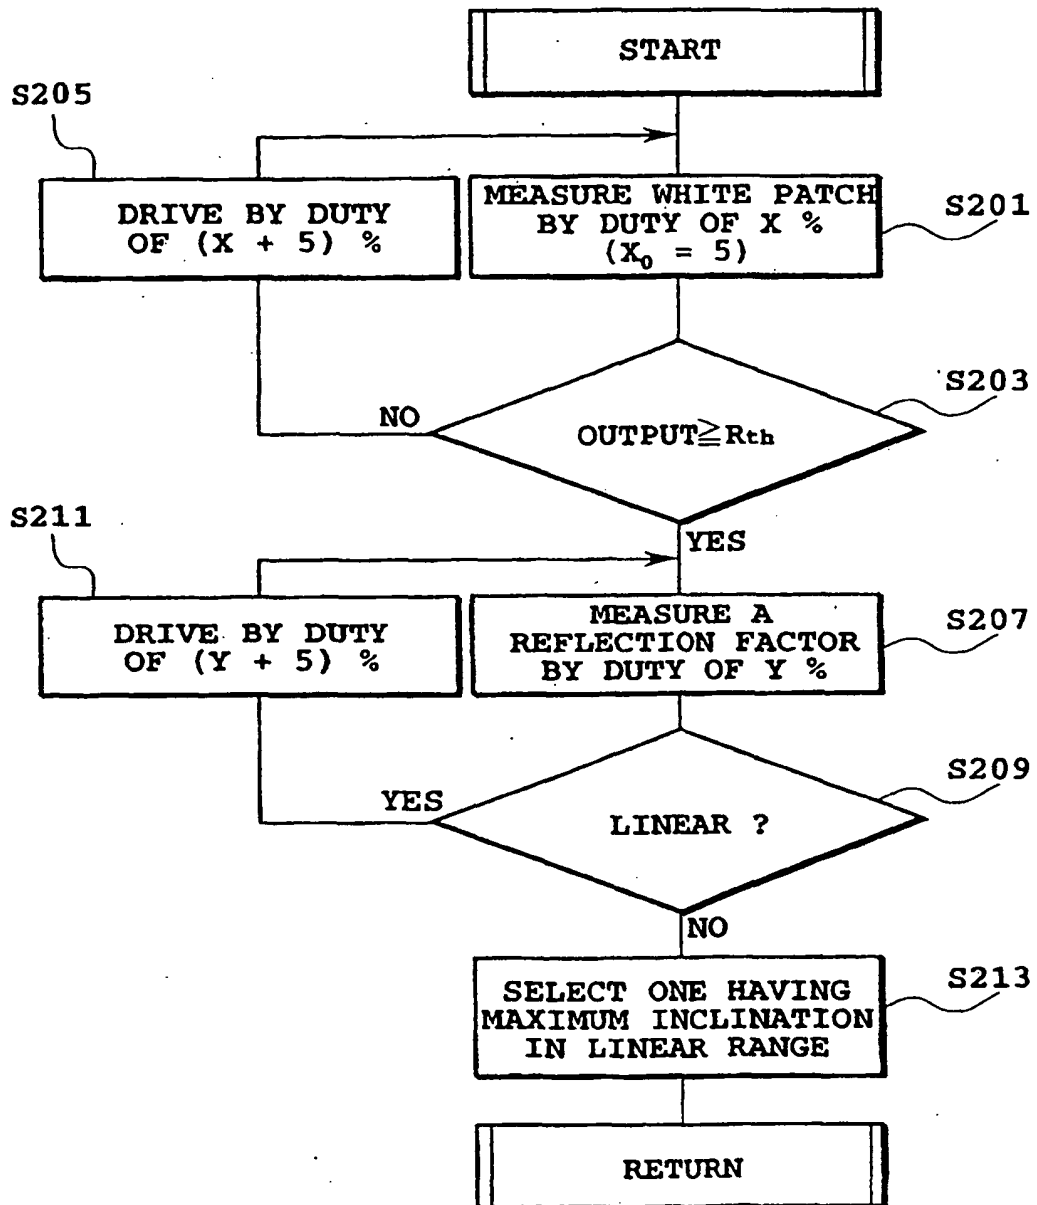 START
S205
DRIVE BY DUTY
OF (X + 5) %
MEASURE WHITE PATCH
BY DUTY OF X %
(X₀ = 5)
S201
S203
NO
OUTPUT≧Rth
YES
S211
DRIVE BY DUTY
OF (Y + 5) %
MEASURE A
REFLECTION FACTOR
BY DUTY OF Y %
S207
S209
YES
LINEAR ?
NO
SELECT ONE HAVING
MAXIMUM INCLINATION
IN LINEAR RANGE
S213
RETURN